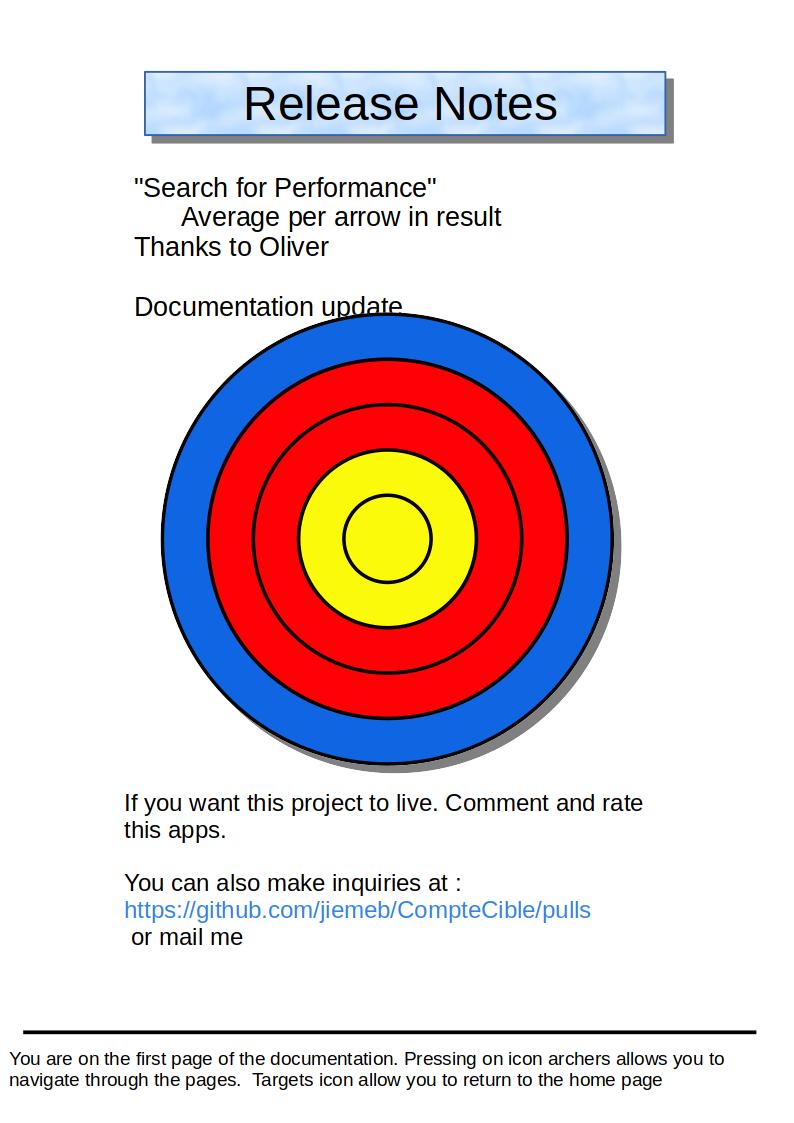 Release Notes
"Search for Performance"
Average per arrow in result
Thanks to Oliver
Documentation update
If you want this project to live. Comment and rate
this apps.
You can also make inquiries at :
https://github.com/jiemeb/CompteCible/pulls
or mail me
You are on the first page of the documentation. Pressing on icon archers allows you to
navigate through the pages.  Targets icon allow you to return to the home page